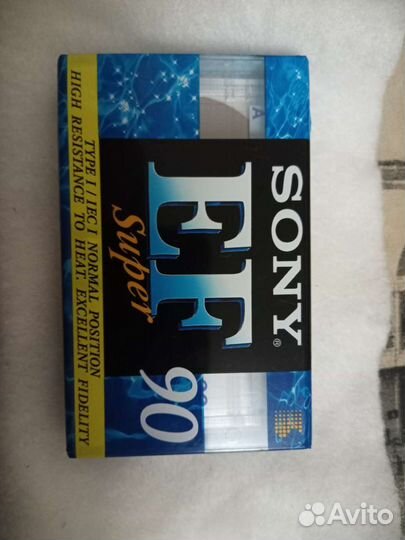 SONY®
EF
Super
90
TYPE I / IEC I NORMAL POSITION
HIGH RESISTANCE TO HEAT. EXCELLENT FIDELITY
A
Avito